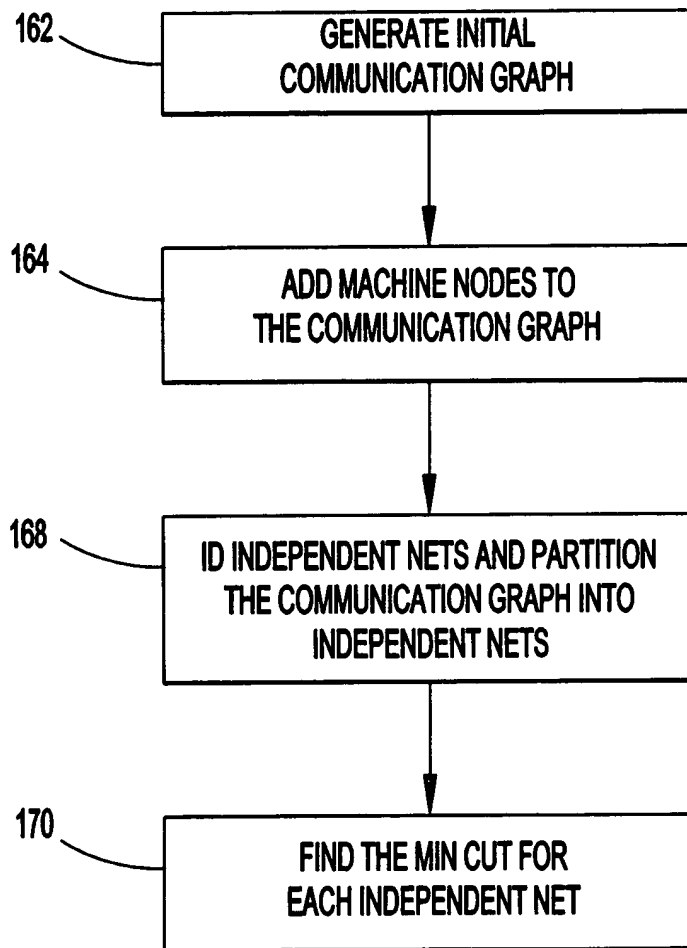 162
GENERATE INITIAL
COMMUNICATION GRAPH
164
ADD MACHINE NODES TO
THE COMMUNICATION GRAPH
168
ID INDEPENDENT NETS AND PARTITION
THE COMMUNICATION GRAPH INTO
INDEPENDENT NETS
170
FIND THE MIN CUT FOR
EACH INDEPENDENT NET